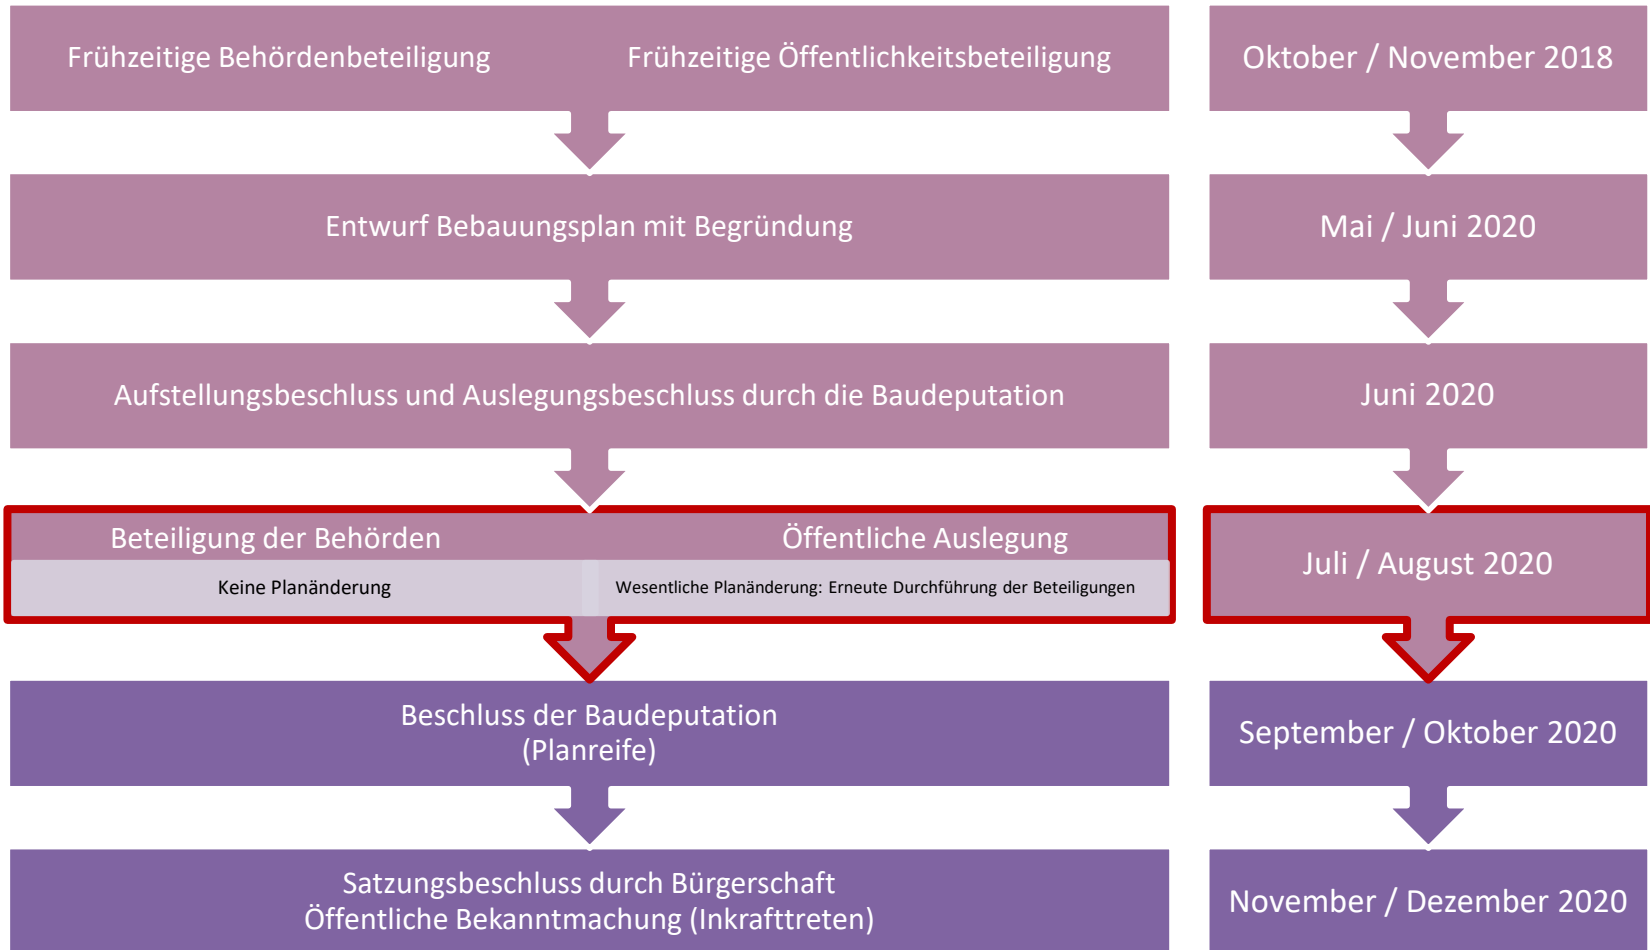 Frühzeitige Behördenbeteiligung
Frühzeitige Öffentlichkeitsbeteiligung
Oktober / November 2018
Entwurf Bebauungsplan mit Begründung
Mai / Juni 2020
Aufstellungsbeschluss und Auslegungsbeschluss durch die Baudeputation
Juni 2020
Beteiligung der Behörden
Öffentliche Auslegung
Keine Planänderung
Wesentliche Planänderung: Erneute Durchführung der Beteiligungen
Juli / August 2020
Beschluss der Baudeputation
(Planreife)
September / Oktober 2020
Satzungsbeschluss durch Bürgerschaft
Öffentliche Bekanntmachung (Inkrafttreten)
November / Dezember 2020